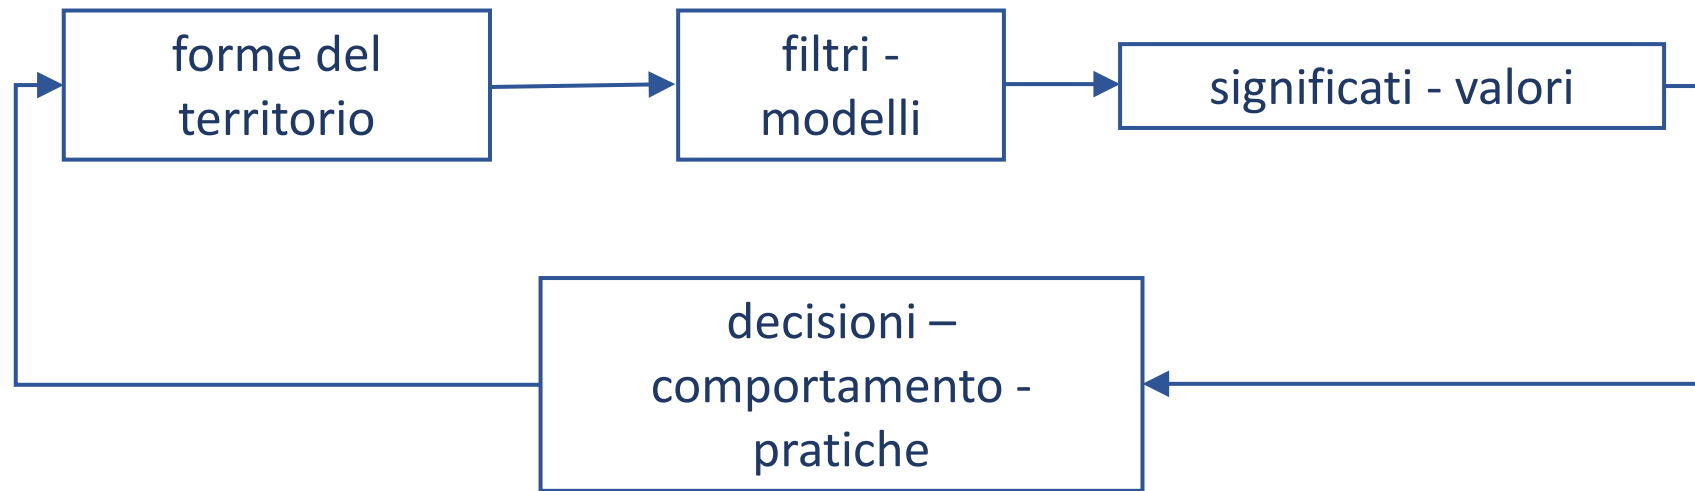 forme del
territorio
filtri -
modelli
significati - valori
decisioni –
comportamento -
pratiche